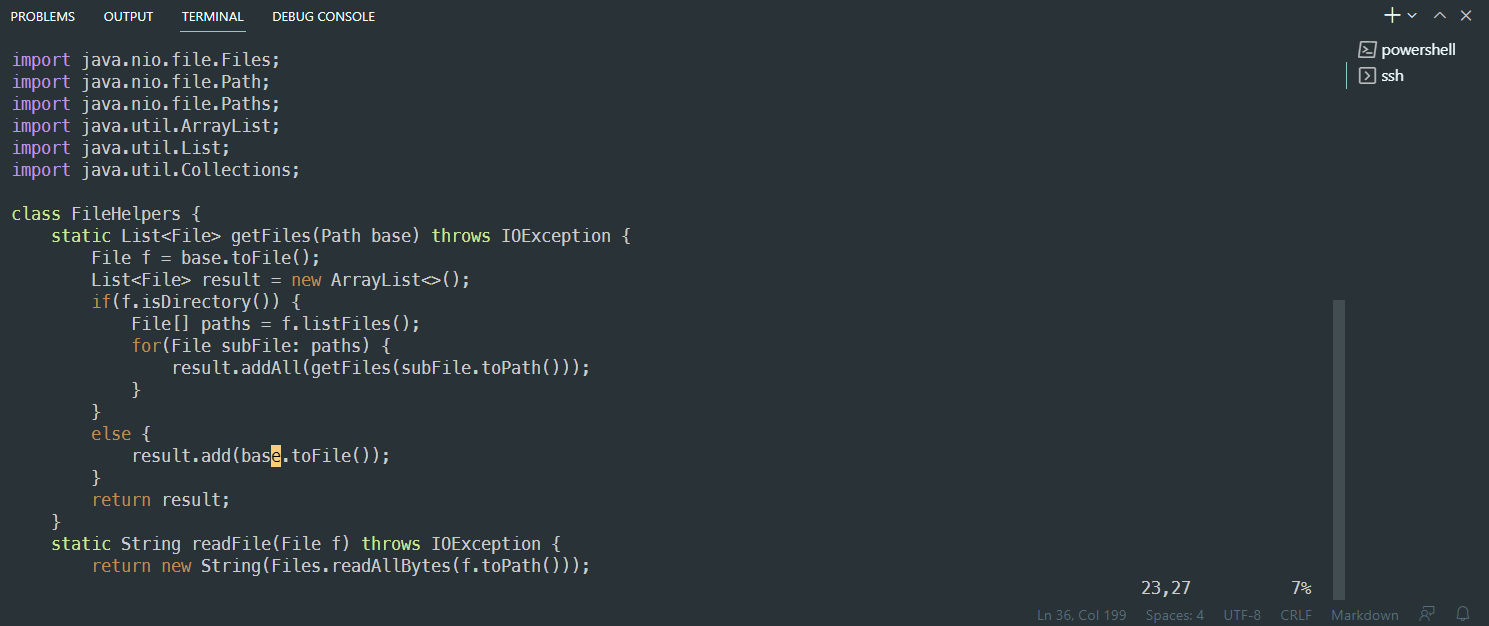 PROBLEMS OUTPUT TERMINAL DEBUG CONSOLE
powershell
ssh
import java.nio.file.Files;
import java.nio.file.Path;
import java.nio.file.Paths;
import java.util.ArrayList;
import java.util.List;
import java.util.Collections;

class FileHelpers {
    static List<File> getFiles(Path base) throws IOException {
        File f = base.toFile();
        List<File> result = new ArrayList<>();
        if(f.isDirectory()) {
            File[] paths = f.listFiles();
            for(File subFile: paths) {
                result.addAll(getFiles(subFile.toPath()));
            }
        }
        else {
            result.add(base.toFile());
        }
        return result;
    }
    static String readFile(File f) throws IOException {
        return new String(Files.readAllBytes(f.toPath()));
23,27 7%
Ln 36, Col 199 Spaces: 4 UTF-8 CRLF Markdown